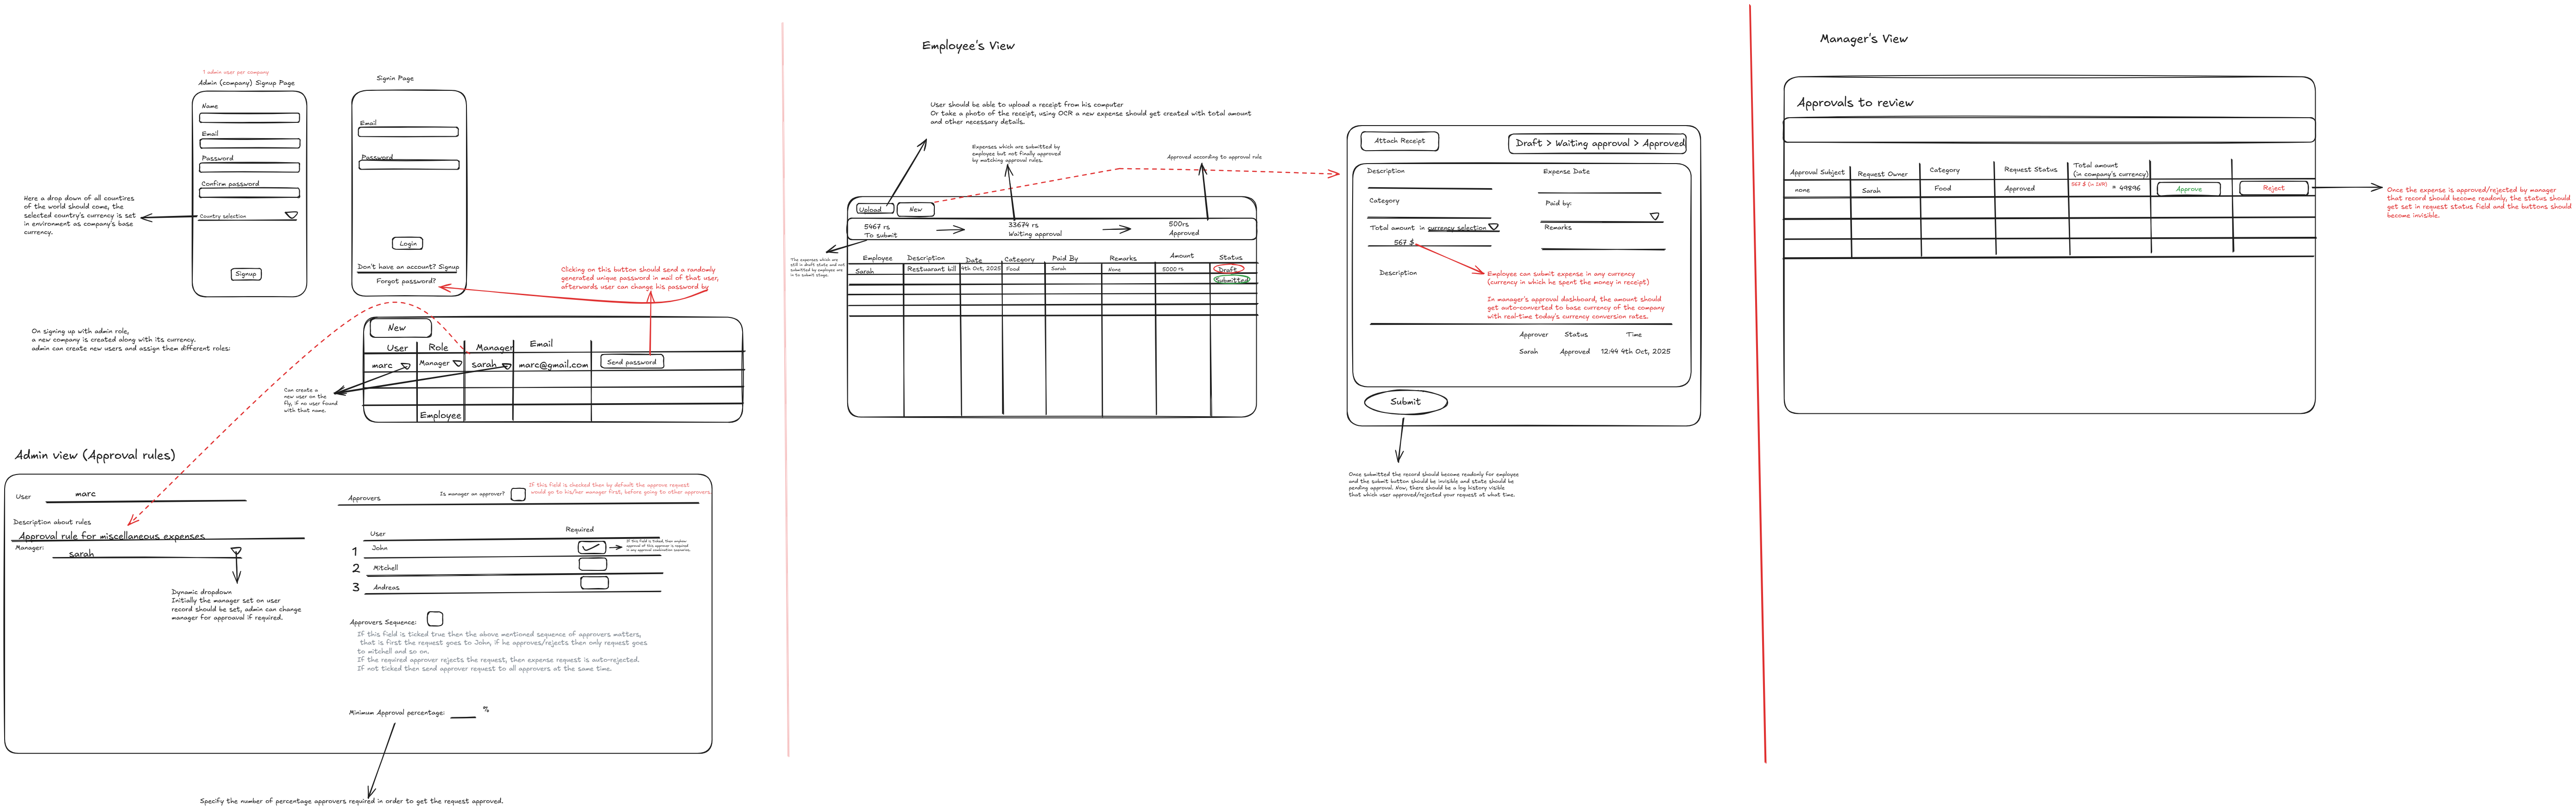 1 admin user per company
Admin (company) Signup Page
Name
Email
Password
Confirm password
Country selection
Signup
Here a drop down of all countires
of the world should come, the
selected country's currency is set
in environment as company's base
currency.
Signin Page
Email
Password
Login
Don't have an account? Signup
Forgot password?
Clicking on this button should send a randomly
generated unique password in mail of that user,
afterwards user can change his password by
On signing up with admin role,
a new company is created along with its currency.
admin can create new users and assign them different roles:
New
User Role Manager Email
marc Manager sarah marc@gmail.com Send password
Employee
Can create a
new user on the
fly, if no user found
with that name.
Admin view (Approval rules)
User marc
Description about rules
Approval rule for miscellaneous expenses
Manager: sarah
Dynamic dropdown
Initially the manager set on user
record should be set, admin can change
manager for approaval if required.
Approvers
Is manager an approver?
If this field is checked then by default the approve request
would go to his/her manager first, before going to other approvers.
User Required
1 John
If this field is ticked, then anyhow
approval of this approver is required
in any approval combination scenarios.
2 Mitchell
3 Andreas
Approvers Sequence:
If this field is ticked true then the above mentioned sequence of approvers matters,
that is first the request goes to John, if he approves/rejects then only request goes
to mitchell and so on.
If the required approver rejects the request, then expense request is auto-rejected.
If not ticked then send approver request to all approvers at the same time.
Minimum Approval percentage: %
Specify the number of percentage approvers required in order to get the request approved.
Employee's View
User should be able to upload a receipt from his computer
Or take a photo of the receipt, using OCR a new expense should get created with total amount
and other necessary details.
Expenses which are submitted by
employee but not finally approved
by matching approval rules.
Approved according to approval rule
Upload New
5467 rs
To submit
33674 rs
Waiting approval
500rs
Approved
The expenses which are
still in draft state and not
submitted by employee are
in to submit stage.
Employee Description Date Category Paid By Remarks Amount Status
Sarah Restuarant bill 4th Oct, 2025 Food Sarah None 5000 rs Draft
Submitted
Attach Receipt
Draft > Waiting approval > Approved
Description
Expense Date
Category
Paid by:
Total amount in currency selection
567 $
Remarks
Description
Employee can submit expense in any currency
(currency in which he spent the money in receipt)
In manager's approval dashboard, the amount should
get auto-converted to base currency of the company
with real-time today's currency conversion rates.
Approver Status Time
Sarah Approved 12:44 4th Oct, 2025
Submit
Once submitted the record should become readonly for employee
and the submit button should be invisible and state should be
pending approval. Now, there should be a log history visible
that which user approved/rejected your request at what time.
Manager's View
Approvals to review
Approval Subject Request Owner Category Request Status Total amount
(in company's currency)
none Sarah Food Approved 567 $ (in INR) = 49896 Approve Reject
Once the expense is approved/rejected by manager
that record should become readonly, the status should
get set in request status field and the buttons should
become invisible.